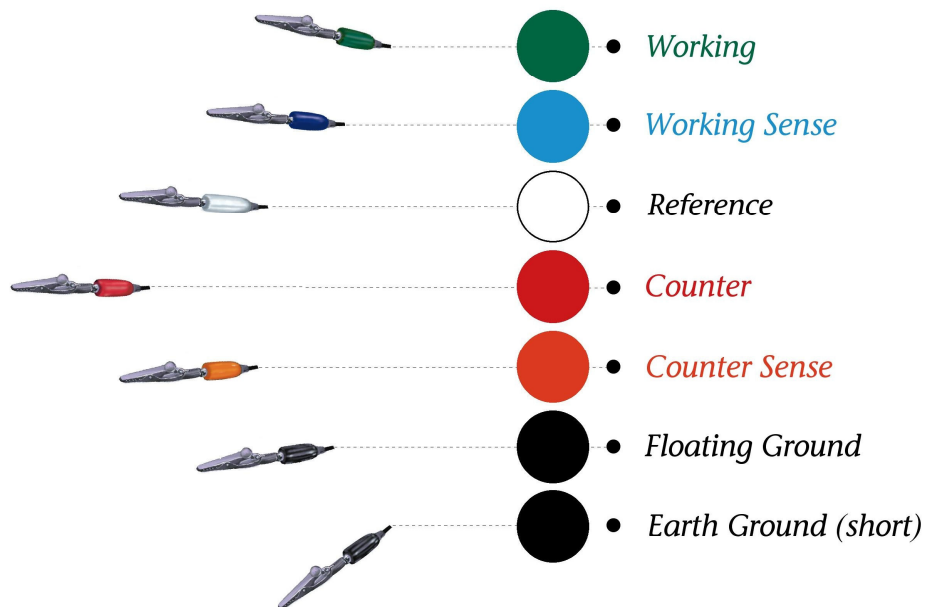 Working
Working Sense
Reference
Counter
Counter Sense
Floating Ground
Earth Ground (short)